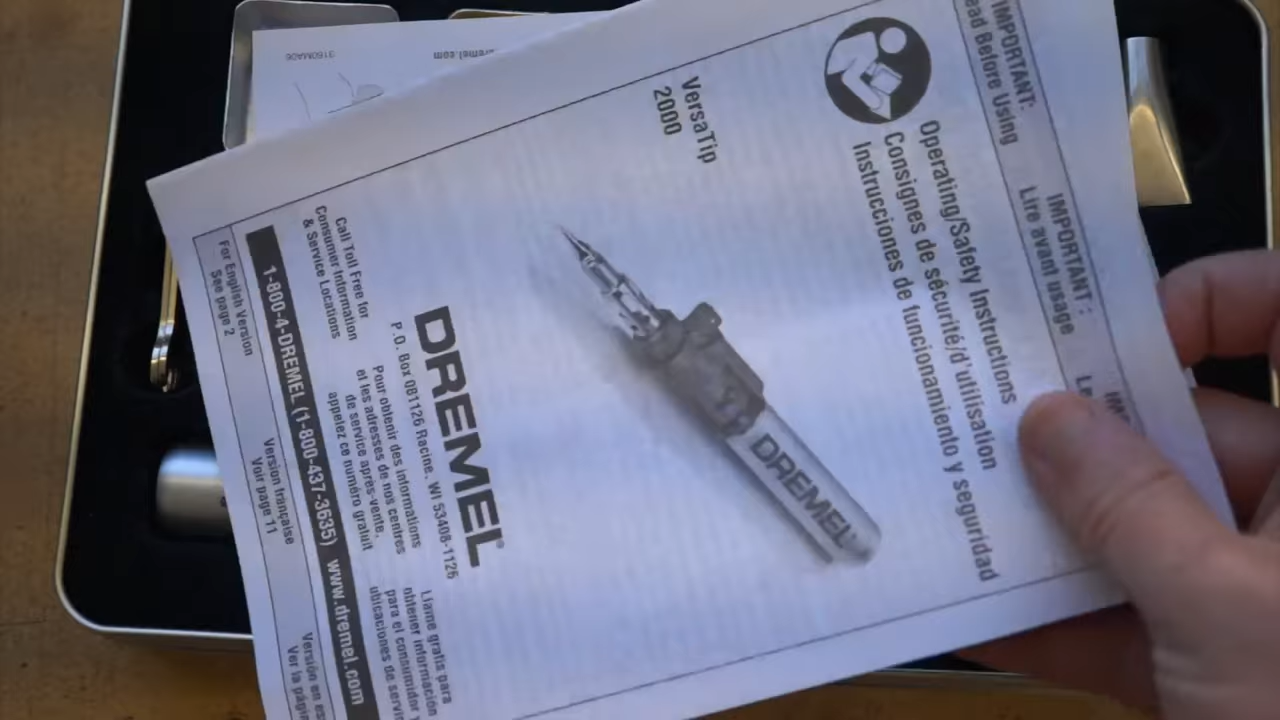 IMPORTANT:
Read Before Using
IMPORTANT :
Lire avant usage
Operating/Safety Instructions
Consignes de sécurité/d'utilisation
Instrucciones de funcionamiento y seguridad
VersaTip
2000
DREMEL
DREMEL®
P.O. Box 081126 Racine, WI 53408-1126
Call Toll Free for
Consumer Information
& Service Locations
Pour obtenir des informations
et les adresses de nos centres
de service après-vente,
appelez ce numéro gratuit
Llame gratis para
obtener información
para el consumidor y
ubicaciones de servi
1-800-4-DREMEL (1-800-437-3635) www.dremel.com
For English Version
See page 2
Version française
Voir page 11
Versión en es
Ver la págin